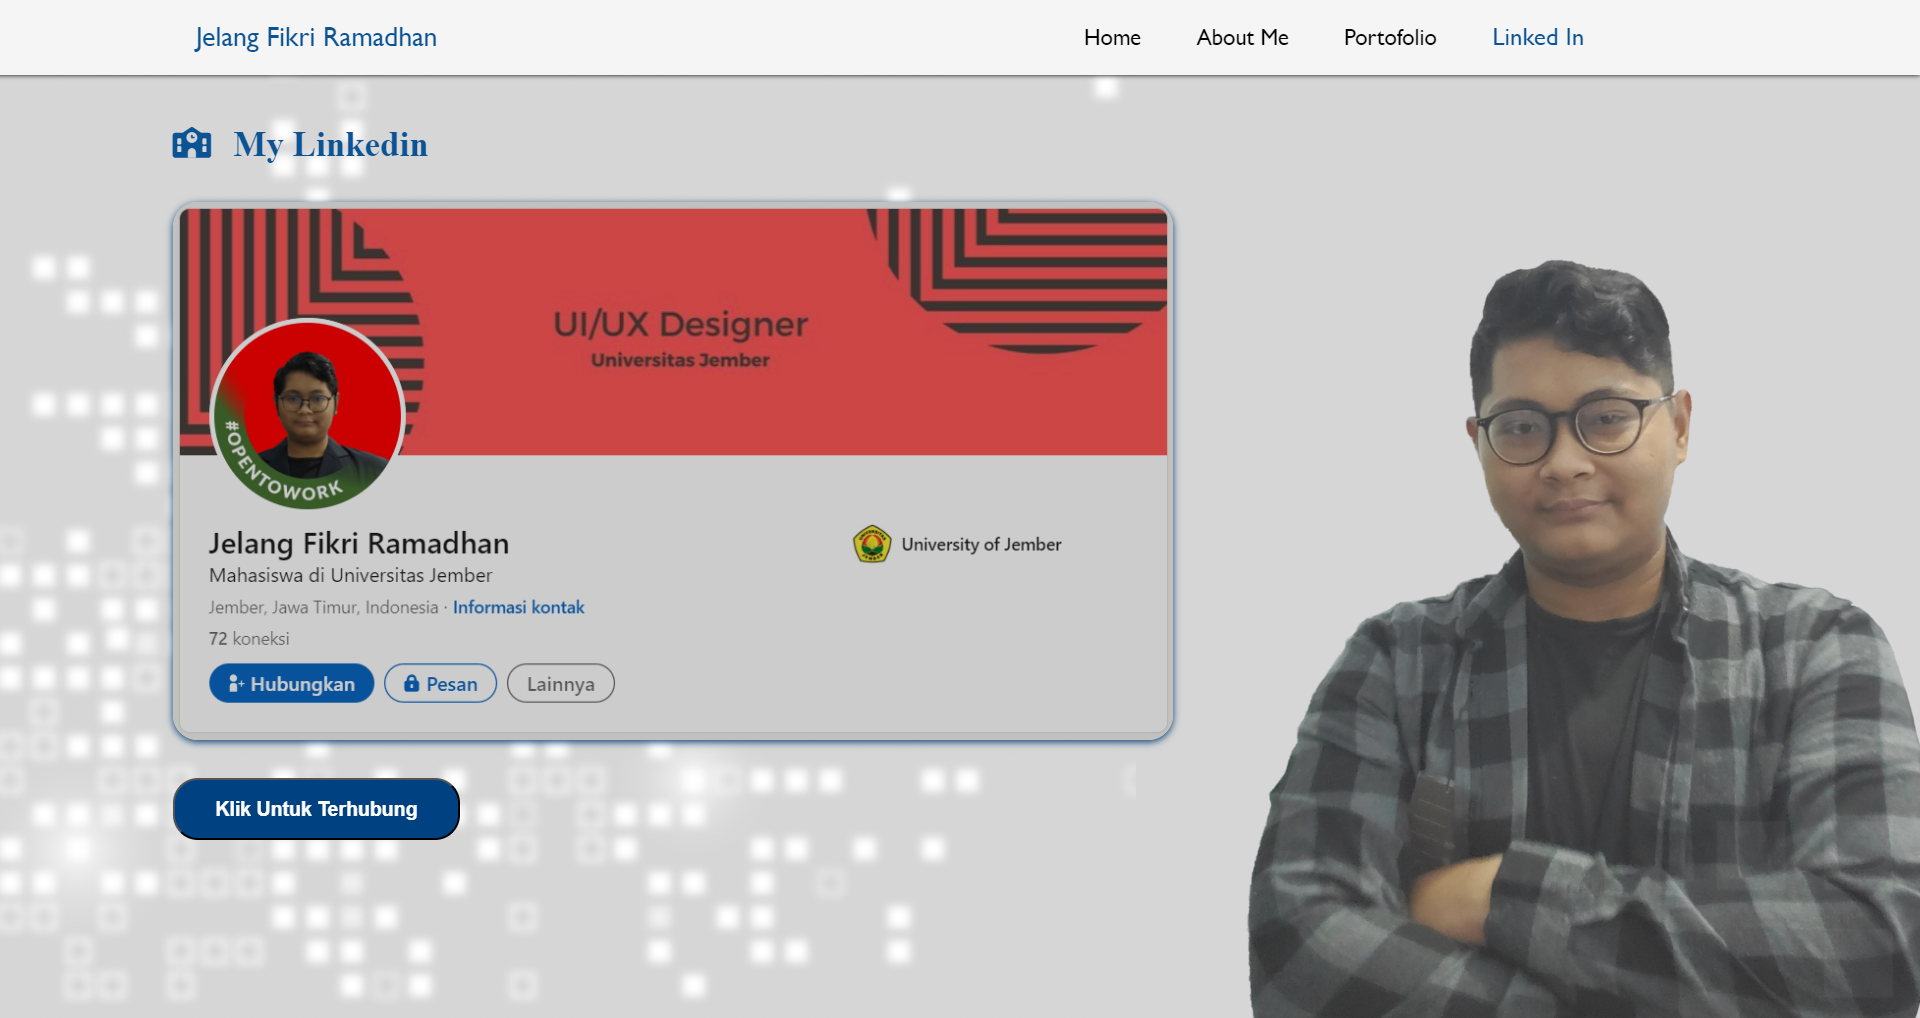 Jelang Fikri Ramadhan
Home
About Me
Portofolio
Linked In
My Linkedin
UI/UX Designer
Universitas Jember
#OPENTOWORK
Jelang Fikri Ramadhan
University of Jember
Mahasiswa di Universitas Jember
Jember, Jawa Timur, Indonesia · Informasi kontak
72 koneksi
Hubungkan
Pesan
Lainnya
Klik Untuk Terhubung